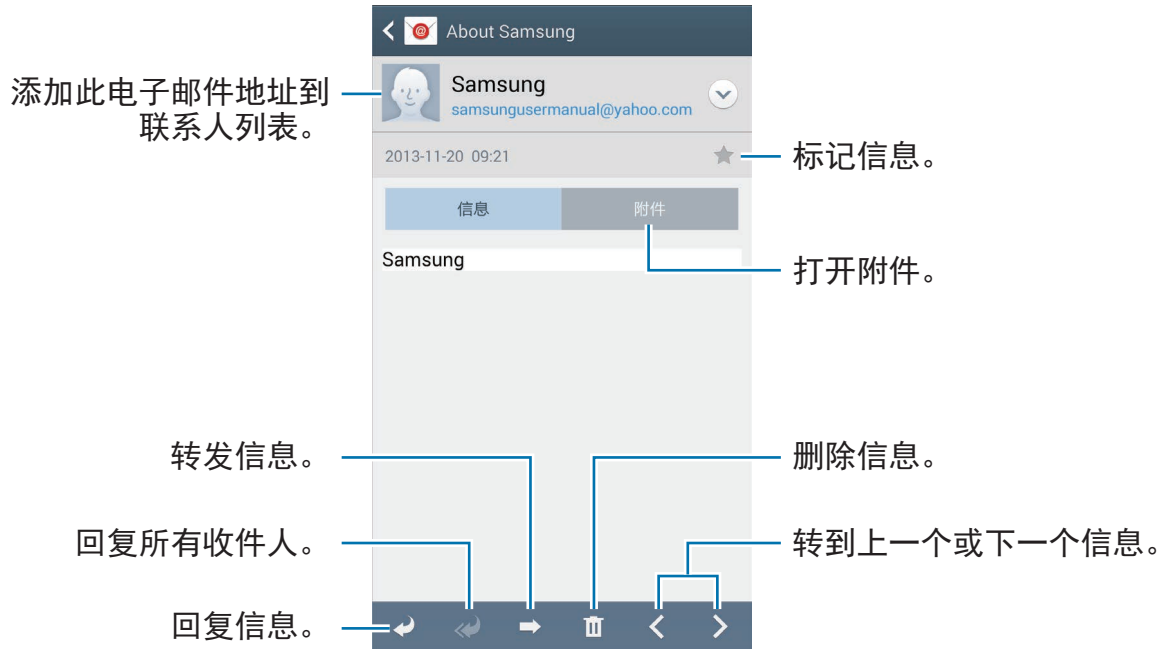 About Samsung
添加此电子邮件地址到
联系人列表。
Samsung
samsungusermanual@yahoo.com
2013-11-20 09:21
标记信息。
信息
附件
Samsung
打开附件。
转发信息。
删除信息。
回复所有收件人。
转到上一个或下一个信息。
回复信息。